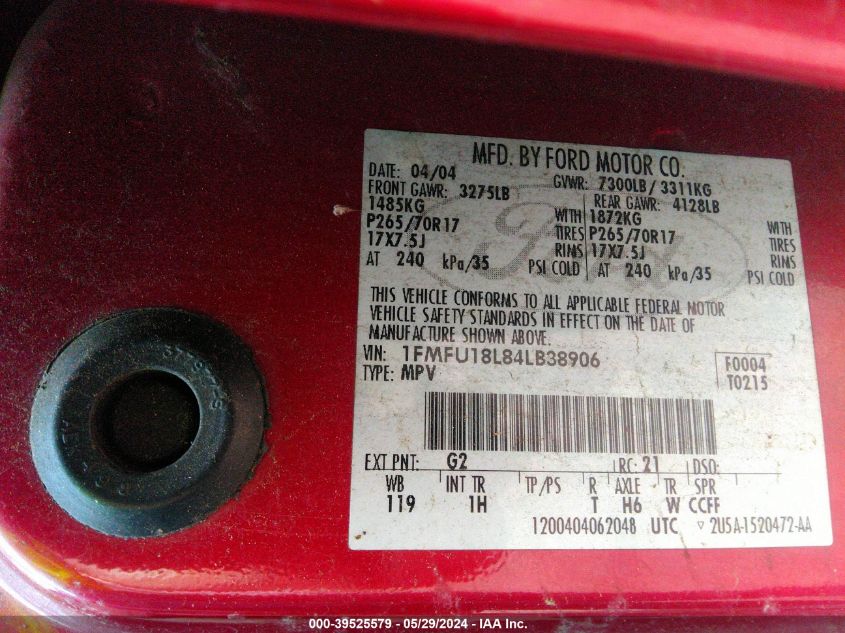 MFD. BY FORD MOTOR CO.
DATE: 04/04 GVWR: 7300LB / 3311KG
FRONT GAWR: 3275LB REAR GAWR: 4128LB
1485KG WITH 1872KG WITH
P265/70R17 TIRES P265/70R17 TIRES
17X7.5J RIMS 17X7.5J RIMS
AT 240 kPa/35 PSI COLD AT 240 kPa/35 PSI COLD
THIS VEHICLE CONFORMS TO ALL APPLICABLE FEDERAL MOTOR
VEHICLE SAFETY STANDARDS IN EFFECT ON THE DATE OF
MANUFACTURE SHOWN ABOVE.
VIN: 1FMFU18L84LB38906 F0004
TYPE: MPV T0215
EXT PNT: G2 RC: 21 DSO:
WB INT TR TP/PS R AXLE TR SPR
119 1H T H6 W CCFF
1200404062048 UTC ▽ 2U5A-1520472-AA
Ford
000-39525579 - 05/29/2024 - IAA Inc.